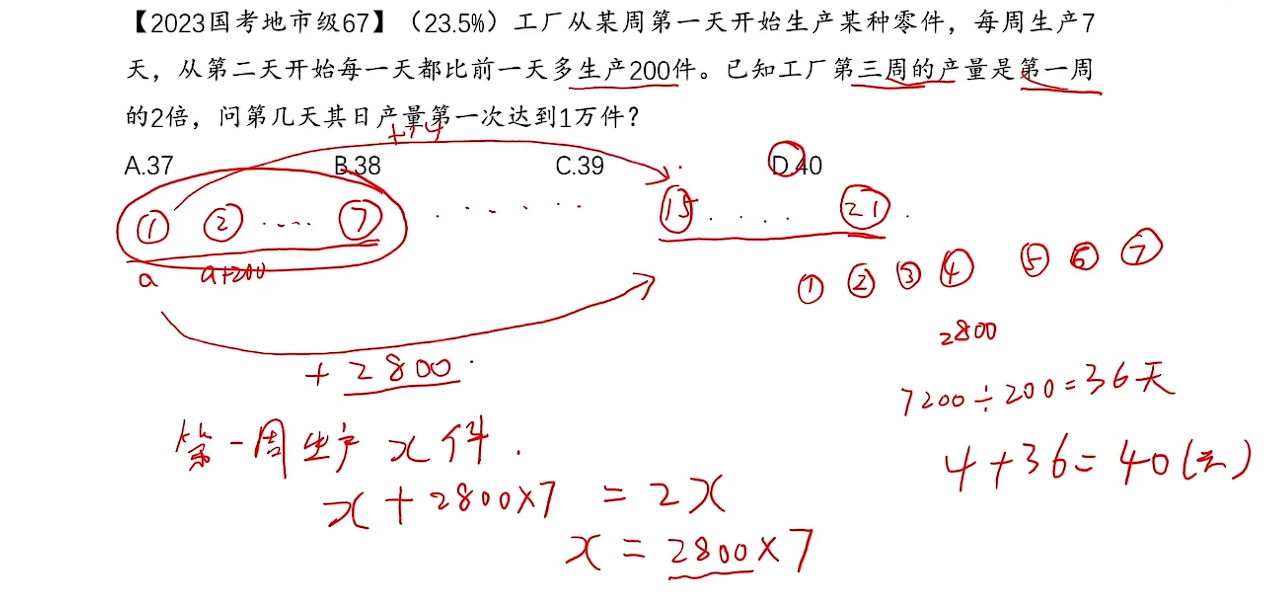 【2023国考地市级67】（23.5%）工厂从某周第一天开始生产某种零件，每周生产7
天，从第二天开始每一天都比前一天多生产200件。已知工厂第三周的产量是第一周
的2倍，问第几天其日产量第一次达到1万件？
+14
A.37 B.38 C.39 D.40
① ② ..... ⑦ ...... ⑮ .... ㉑
a a+200
① ② ③ ④ ⑤ ⑥ ⑦
2800
+2800
7200÷200=36天
第一周生产x件.
4+36=40(天)
x+2800×7=2x
x=2800×7